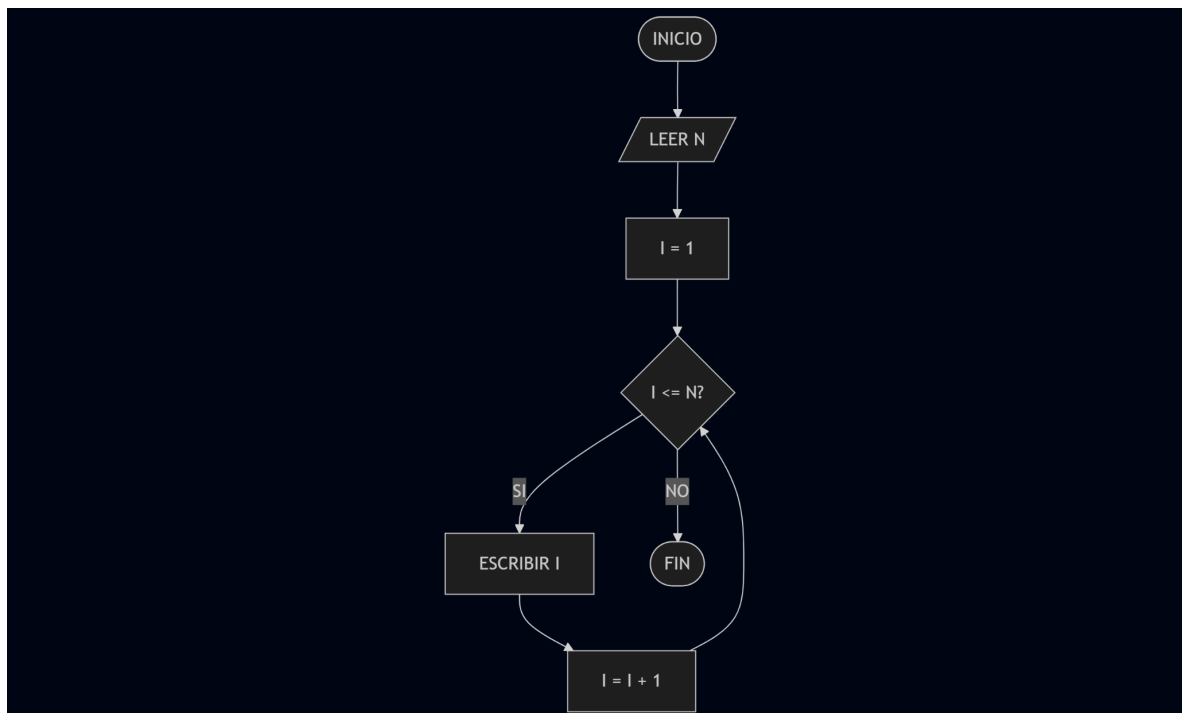 INICIO
LEER N
I = 1
I <= N?
SI
NO
ESCRIBIR I
FIN
I = I + 1